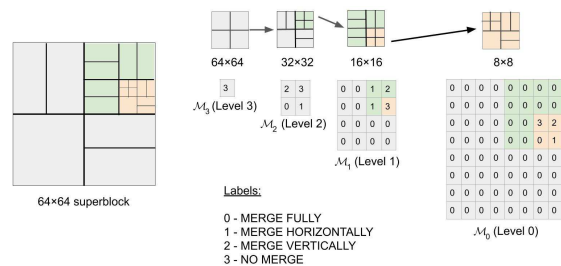 64×64
32×32
16×16
8×8
3
M₃ (Level 3)
2 3
0 1
M₂ (Level 2)
0 0 1 2
0 0 1 3
0 0 0 0
0 0 0 1
M₁ (Level 1)
0 0 0 0 0 0 0 0
0 0 0 0 0 0 0 0
0 0 0 0 0 0 3 2
0 0 0 0 0 0 0 1
0 0 0 0 0 0 0 0
0 0 0 0 0 0 0 0
0 0 0 0 0 0 0 0
0 0 0 0 0 0 0 0
M₀ (Level 0)
64×64 superblock
Labels:
0 - MERGE FULLY
1 - MERGE HORIZONTALLY
2 - MERGE VERTICALLY
3 - NO MERGE